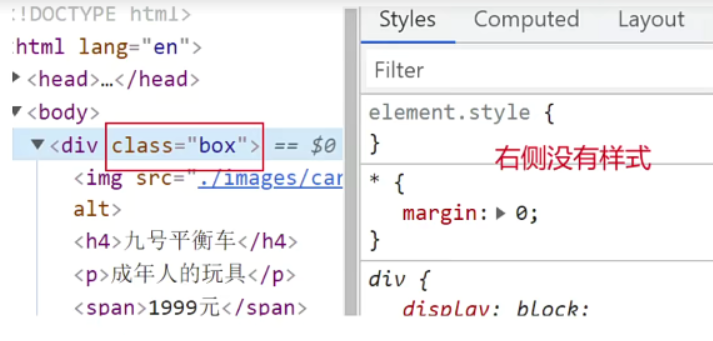 <!DOCTYPE html>
<html lang="en">
▶<head>…</head>
▼<body>
▼<div class="box"> == $0
<img src="./images/car
alt>
<h4>九号平衡车</h4>
<p>成年人的玩具</p>
<span>1999元</span>
Styles Computed Layout
Filter
element.style {
}
右侧没有样式
* {
margin:▶ 0;
}
div {
display: block;